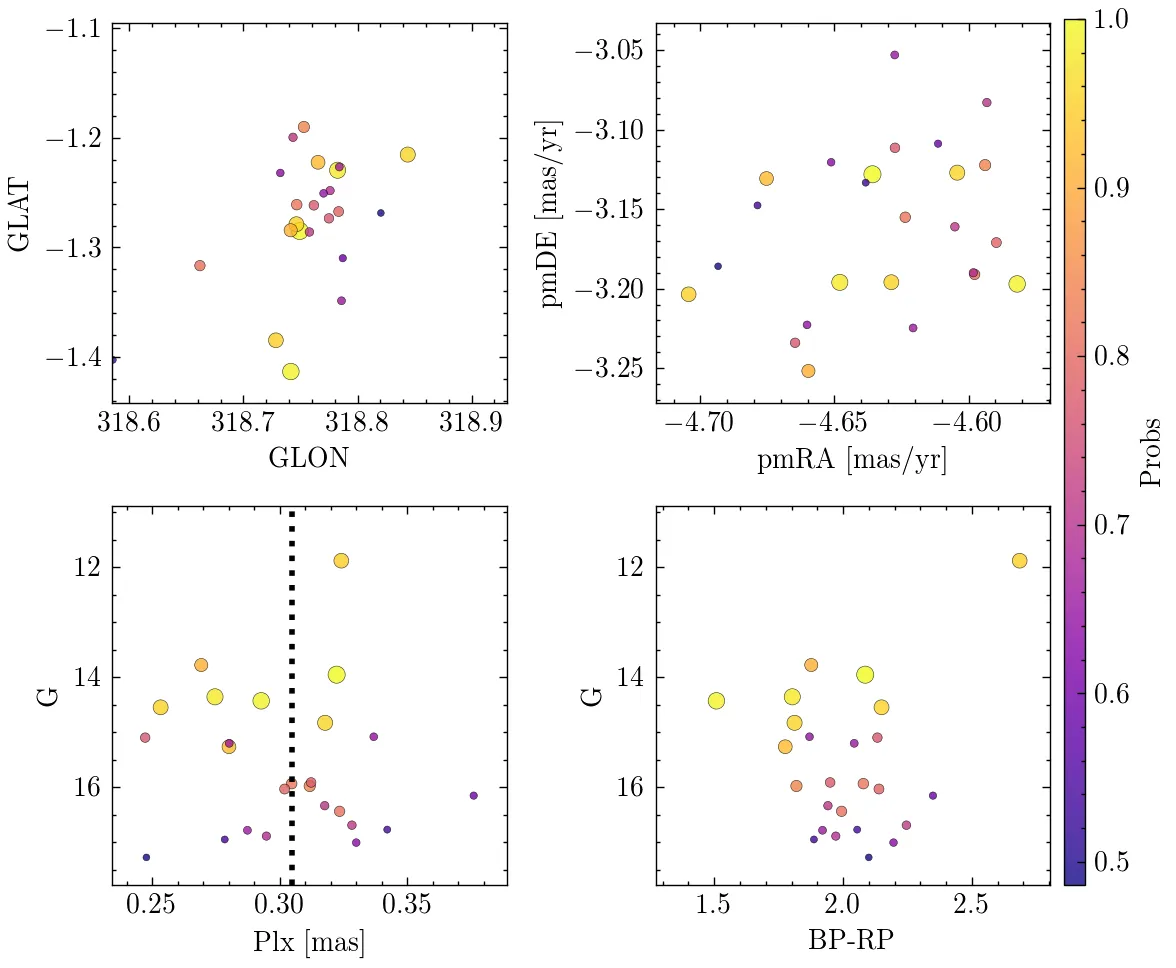 −1.1
−1.2
−1.3
−1.4
GLAT
318.6 318.7 318.8 318.9
GLON
−3.05
−3.10
−3.15
−3.20
−3.25
pmDE [mas/yr]
−4.70 −4.65 −4.60
pmRA [mas/yr]
12
14
16
G
0.25 0.30 0.35
Plx [mas]
12
14
16
G
1.5 2.0 2.5
BP-RP
1.0
0.9
0.8
0.7
0.6
0.5
Probs